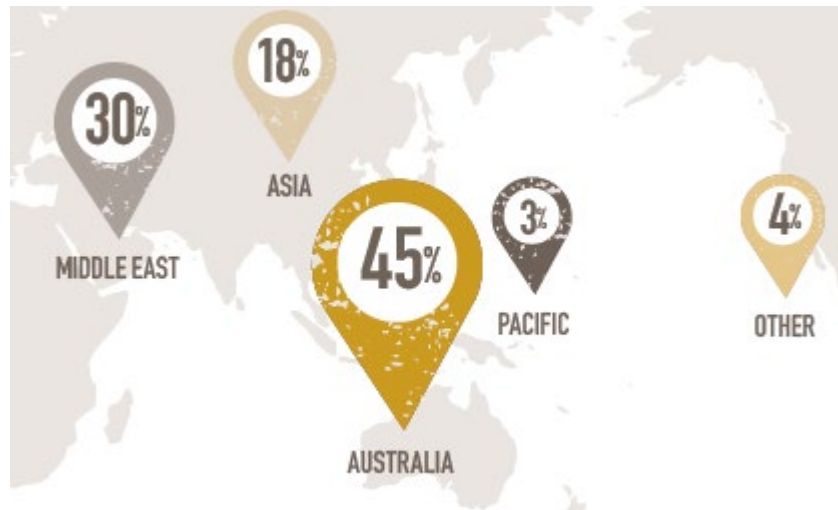 18%
ASIA
30%
MIDDLE EAST
45%
AUSTRALIA
3%
PACIFIC
4%
OTHER